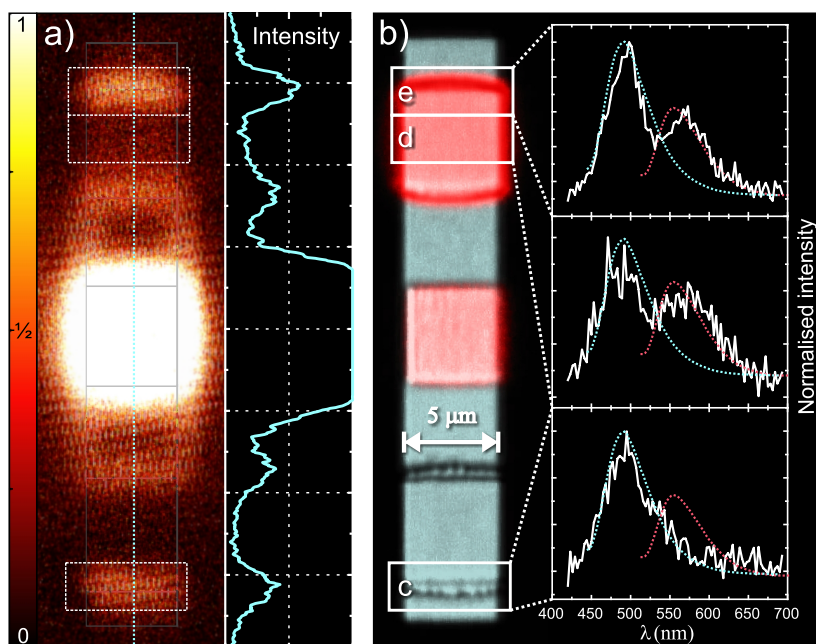 1
a)
Intensity
b)
e
d
-½
5 μm
c
0
Normalised intensity
400 450 500 550 600 650 700
λ(nm)